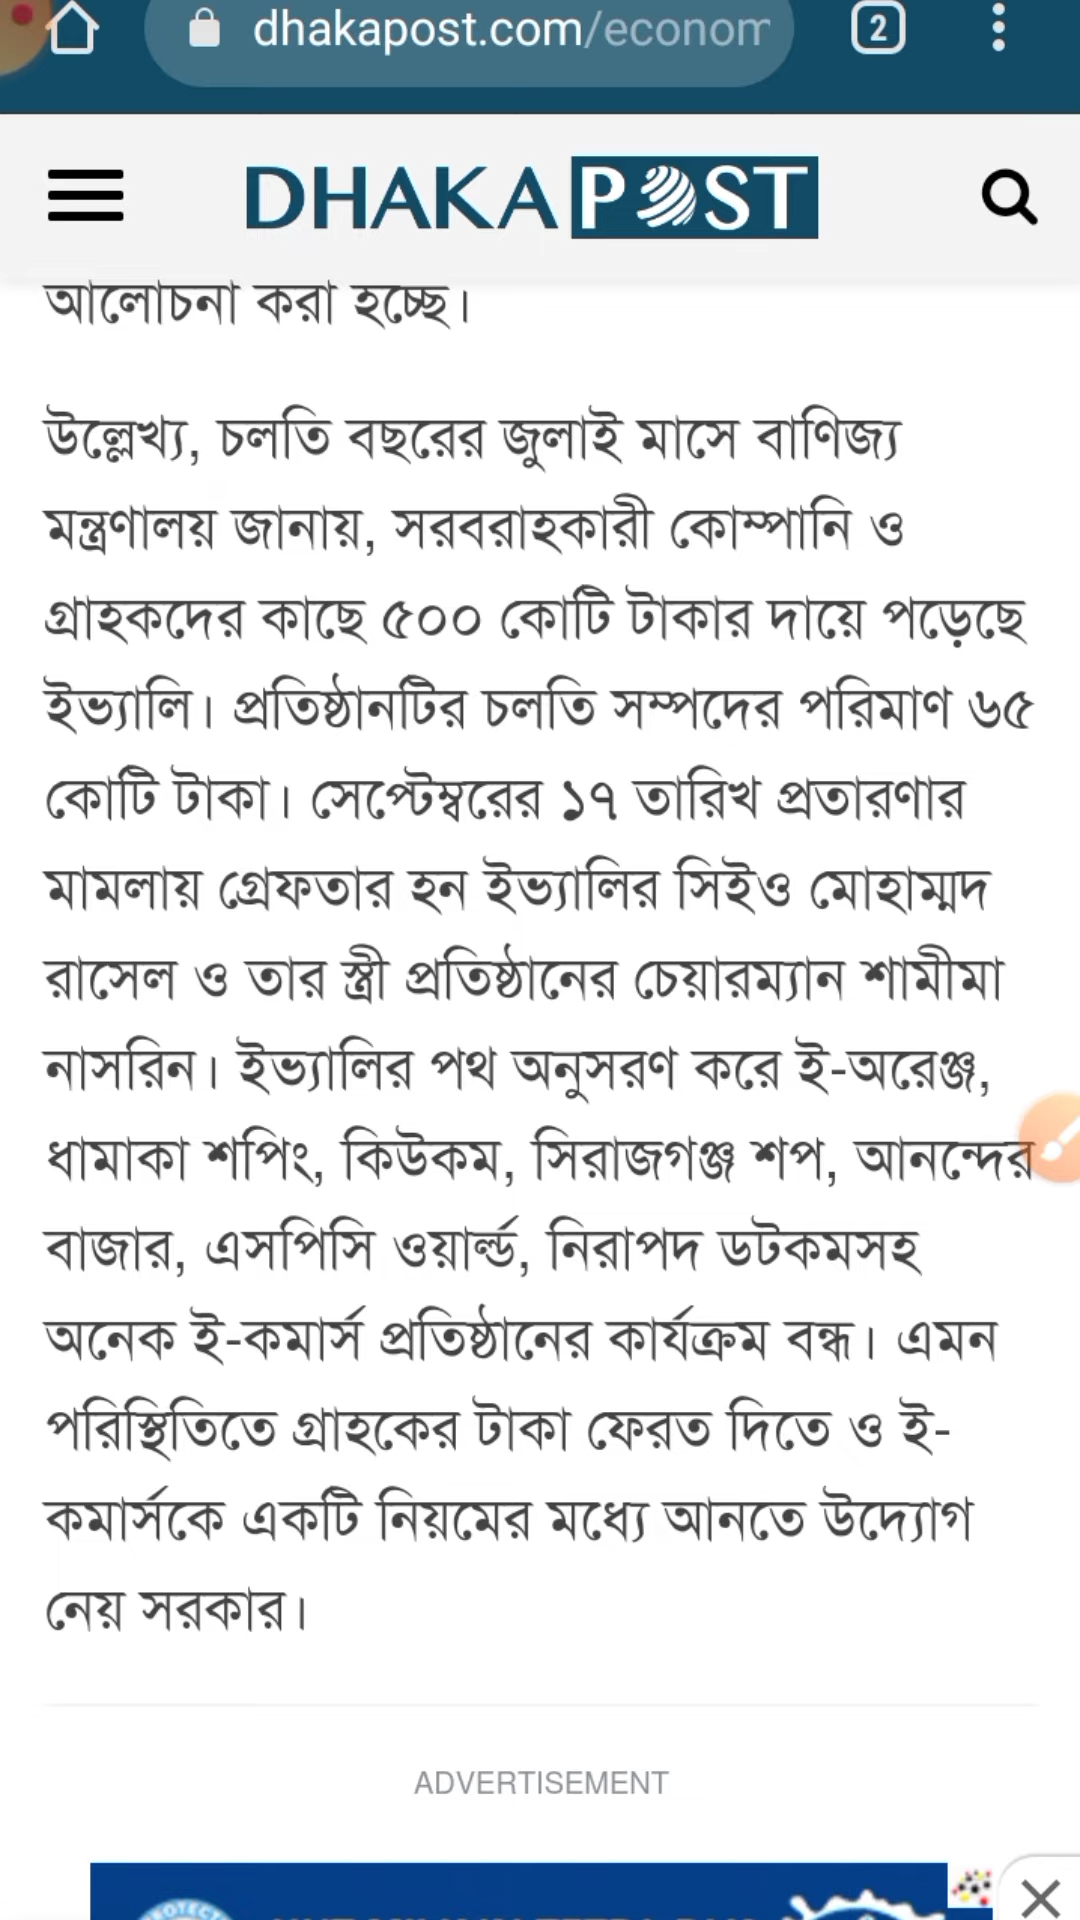 dhakapost.com/econom
2
DHAKA POST
আলোচনা করা হচ্ছে।
উল্লেখ্য, চলতি বছরের জুলাই মাসে বাণিজ্য
মন্ত্রণালয় জানায়, সরবরাহকারী কোম্পানি ও
গ্রাহকদের কাছে ৫০০ কোটি টাকার দায়ে পড়েছে
ইভ্যালি। প্রতিষ্ঠানটির চলতি সম্পদের পরিমাণ ৬৫
কোটি টাকা। সেপ্টেম্বরের ১৭ তারিখ প্রতারণার
মামলায় গ্রেফতার হন ইভ্যালির সিইও মোহাম্মদ
রাসেল ও তার স্ত্রী প্রতিষ্ঠানের চেয়ারম্যান শামীমা
নাসরিন। ইভ্যালির পথ অনুসরণ করে ই-অরেঞ্জ,
ধামাকা শপিং, কিউকম, সিরাজগঞ্জ শপ, আনন্দের
বাজার, এসপিসি ওয়ার্ল্ড, নিরাপদ ডটকমসহ
অনেক ই-কমার্স প্রতিষ্ঠানের কার্যক্রম বন্ধ। এমন
পরিস্থিতিতে গ্রাহকের টাকা ফেরত দিতে ও ই-
কমার্সকে একটি নিয়মের মধ্যে আনতে উদ্যোগ
নেয় সরকার।
ADVERTISEMENT